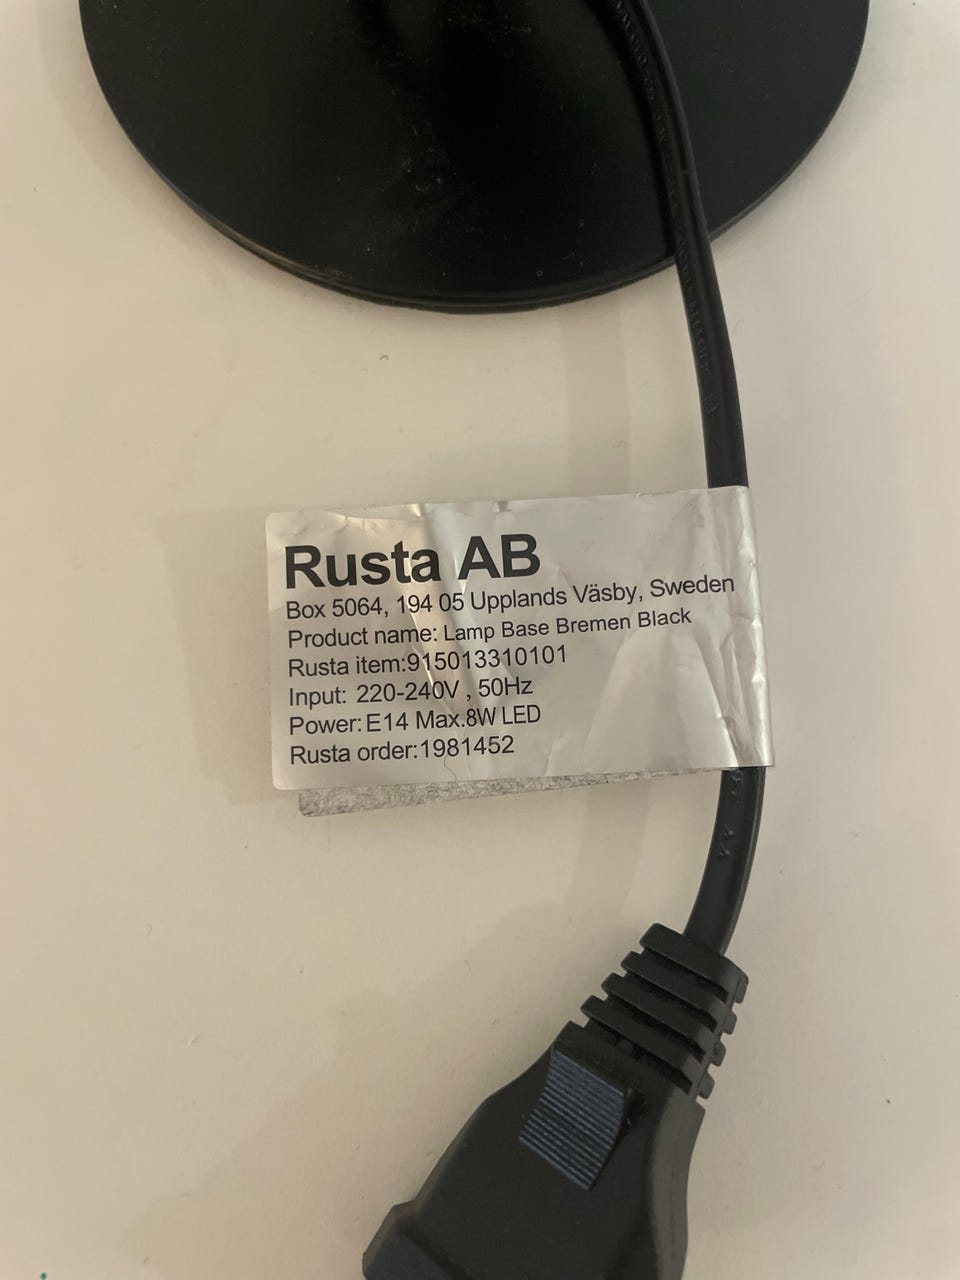 Rusta AB
Box 5064, 194 05 Upplands Väsby, Sweden
Product name: Lamp Base Bremen Black
Rusta item:915013310101
Input: 220-240V , 50Hz
Power:E14 Max.8W LED
Rusta order:1981452